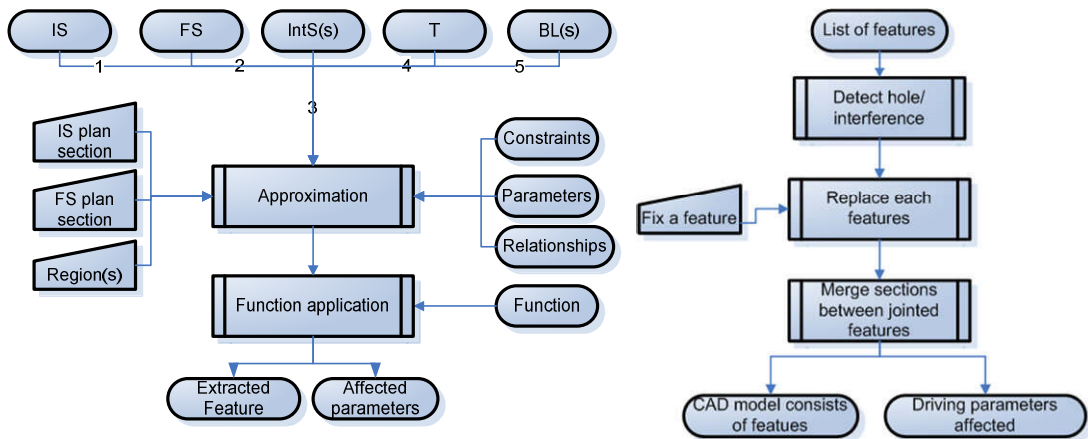 IS
FS
IntS(s)
T
BL(s)
1
2
4
5
3
IS plan
section
FS plan
section
Region(s)
Approximation
Constraints
Parameters
Relationships
Function application
Function
Extracted
Feature
Affected
parameters
List of features
Detect hole/
interference
Fix a feature
Replace each
features
Merge sections
between jointed
features
CAD model consists
of featues
Driving parameters
affected